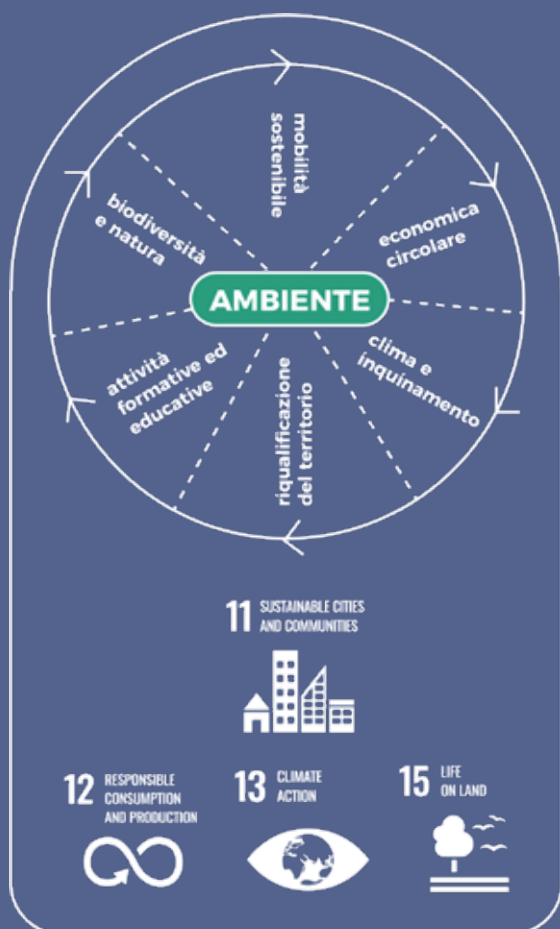 mobilità
sostenibile
economica
circolare
clima e
inquinamento
riqualificazione
del territorio
attività
formative ed
educative
biodiversità
e natura
AMBIENTE
11 SUSTAINABLE CITIES
AND COMMUNITIES
12 RESPONSIBLE
CONSUMPTION
AND PRODUCTION
13 CLIMATE
ACTION
15 LIFE
ON LAND